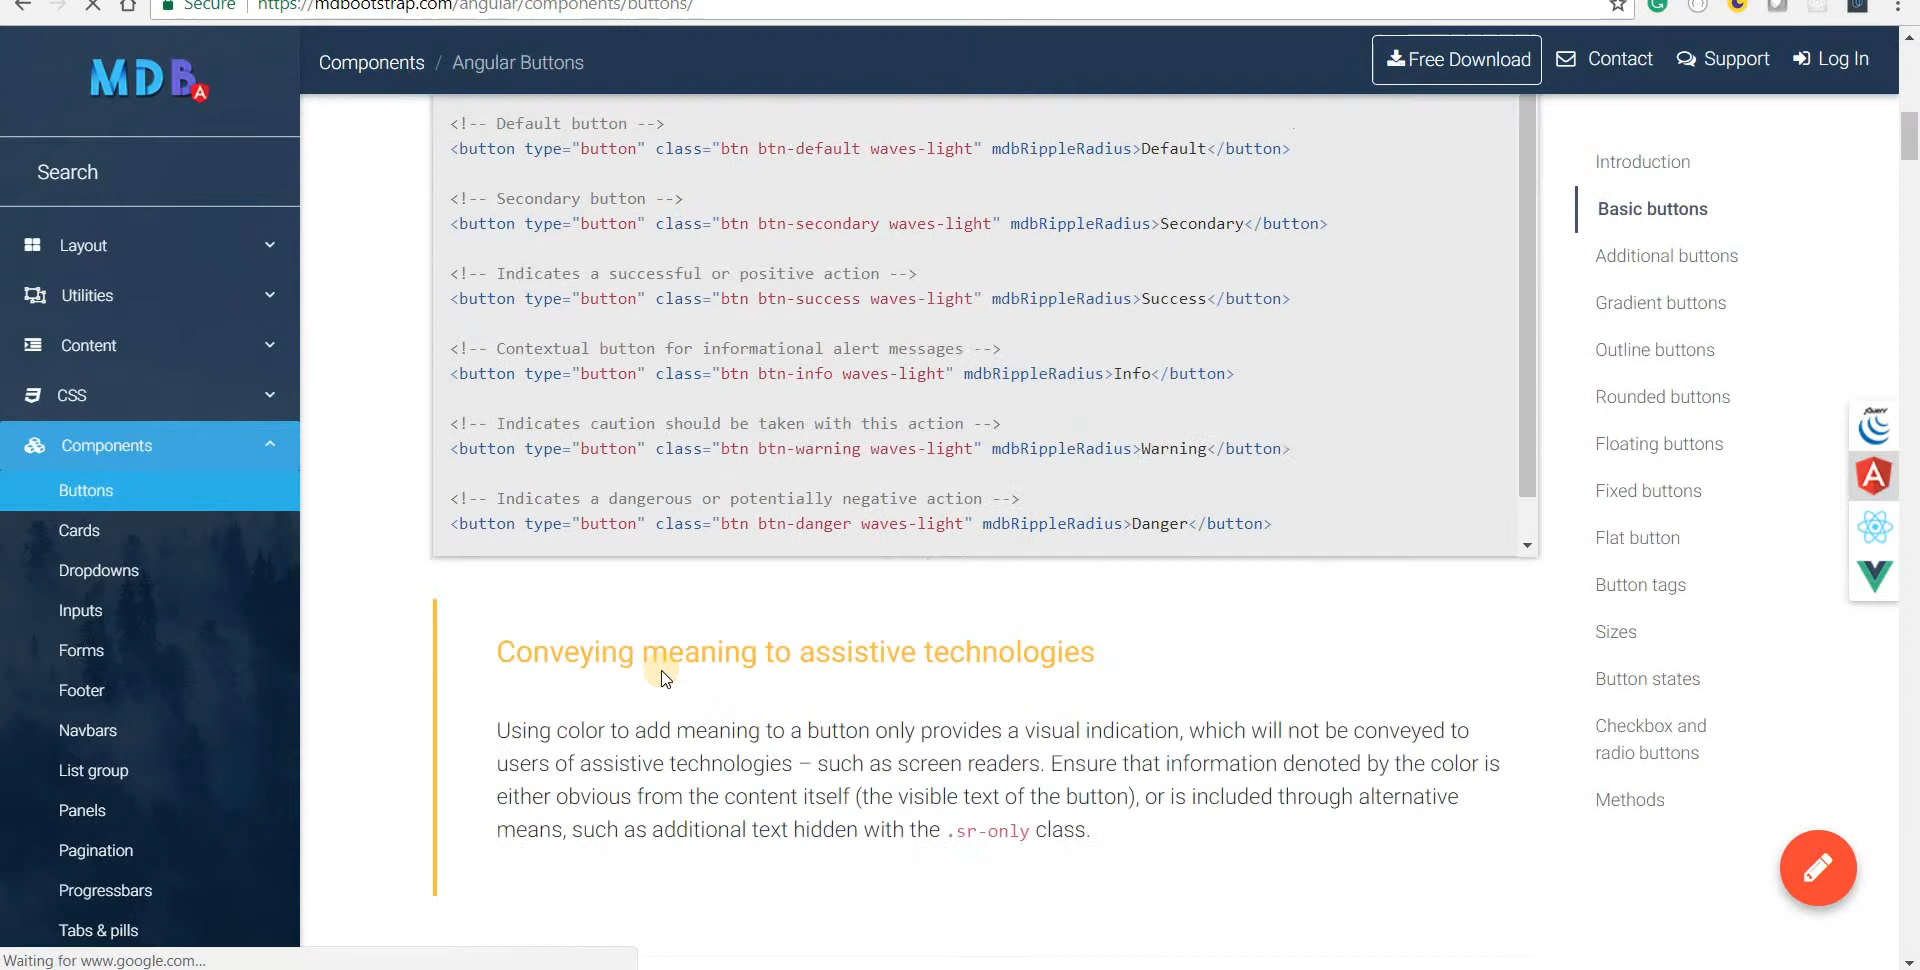 Secure https://mdbootstrap.com/angular/components/buttons/
MDB
A
Components / Angular Buttons
Free Download
Contact
Support
Log In
Search
Layout
Utilities
Content
CSS
Components
Buttons
Cards
Dropdowns
Inputs
Forms
Footer
Navbars
List group
Panels
Pagination
Progressbars
Tabs & pills
<!-- Default button -->
<button type="button" class="btn btn-default waves-light" mdbRippleRadius>Default</button>
<!-- Secondary button -->
<button type="button" class="btn btn-secondary waves-light" mdbRippleRadius>Secondary</button>
<!-- Indicates a successful or positive action -->
<button type="button" class="btn btn-success waves-light" mdbRippleRadius>Success</button>
<!-- Contextual button for informational alert messages -->
<button type="button" class="btn btn-info waves-light" mdbRippleRadius>Info</button>
<!-- Indicates caution should be taken with this action -->
<button type="button" class="btn btn-warning waves-light" mdbRippleRadius>Warning</button>
<!-- Indicates a dangerous or potentially negative action -->
<button type="button" class="btn btn-danger waves-light" mdbRippleRadius>Danger</button>
Conveying meaning to assistive technologies
Using color to add meaning to a button only provides a visual indication, which will not be conveyed to
users of assistive technologies – such as screen readers. Ensure that information denoted by the color is
either obvious from the content itself (the visible text of the button), or is included through alternative
means, such as additional text hidden with the .sr-only class.
Introduction
Basic buttons
Additional buttons
Gradient buttons
Outline buttons
Rounded buttons
Floating buttons
Fixed buttons
Flat button
Button tags
Sizes
Button states
Checkbox and
radio buttons
Methods
jQuery
A
Waiting for www.google.com...